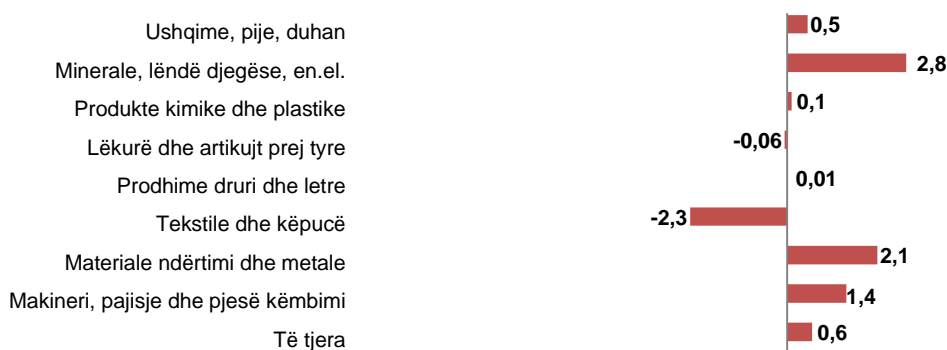 Ushqime, pije, duhan 0,5
Minerale, lëndë djegëse, en.el. 2,8
Produkte kimike dhe plastike 0,1
Lëkurë dhe artikujt prej tyre -0,06
Prodhime druri dhe letre 0,01
Tekstile dhe këpucë -2,3
Materiale ndërtimi dhe metale 2,1
Makineri, pajisje dhe pjesë këmbimi 1,4
Të tjera 0,6